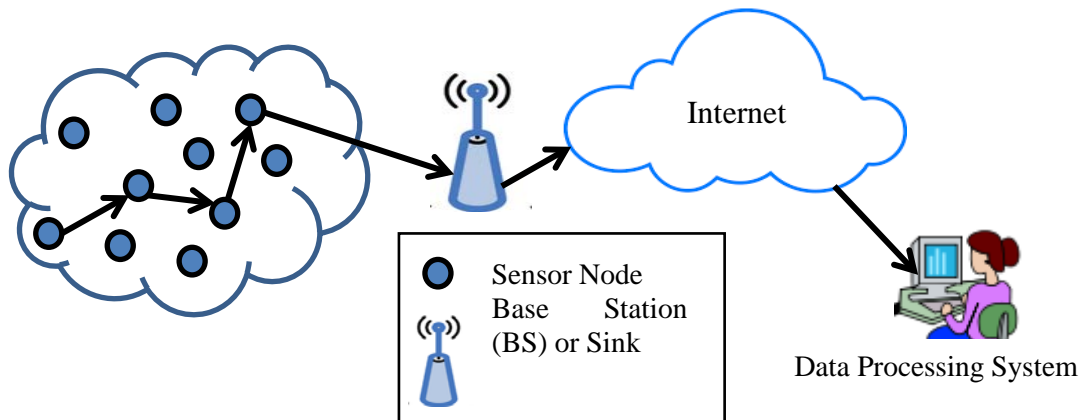 Internet
Sensor Node
Base Station
(BS) or Sink
Data Processing System